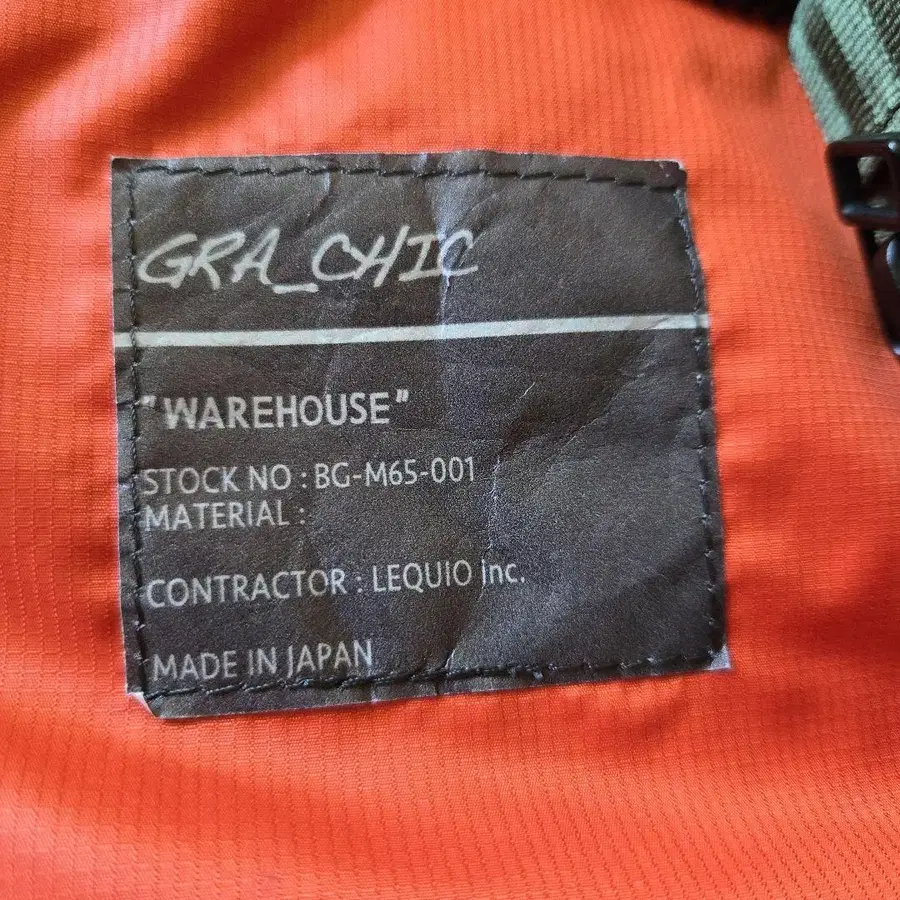 GRA_CHIC
"WAREHOUSE"
STOCK NO : BG-M65-001
MATERIAL :
CONTRACTOR : LEQUIO inc.
MADE IN JAPAN